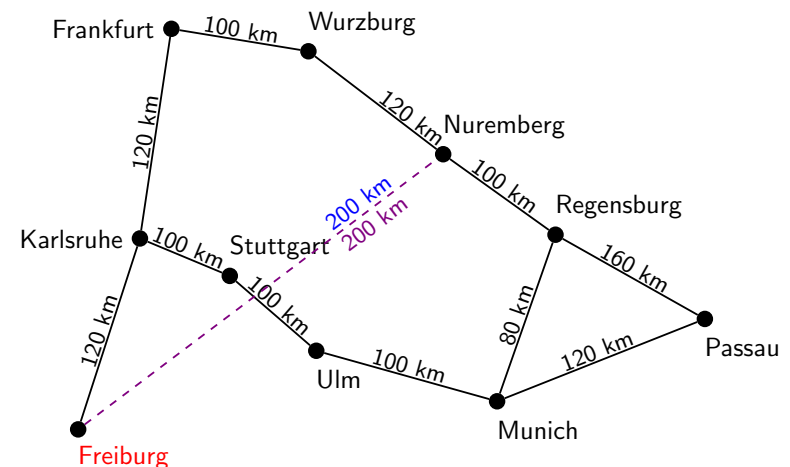 Wurzburg
Frankfurt
100 km
120 km
Nuremberg
120 km
100 km
200 km
200 km
Regensburg
Karlsruhe
100 km
Stuttgart
160 km
100 km
120 km
80 km
120 km
100 km
Passau
Ulm
Munich
Freiburg